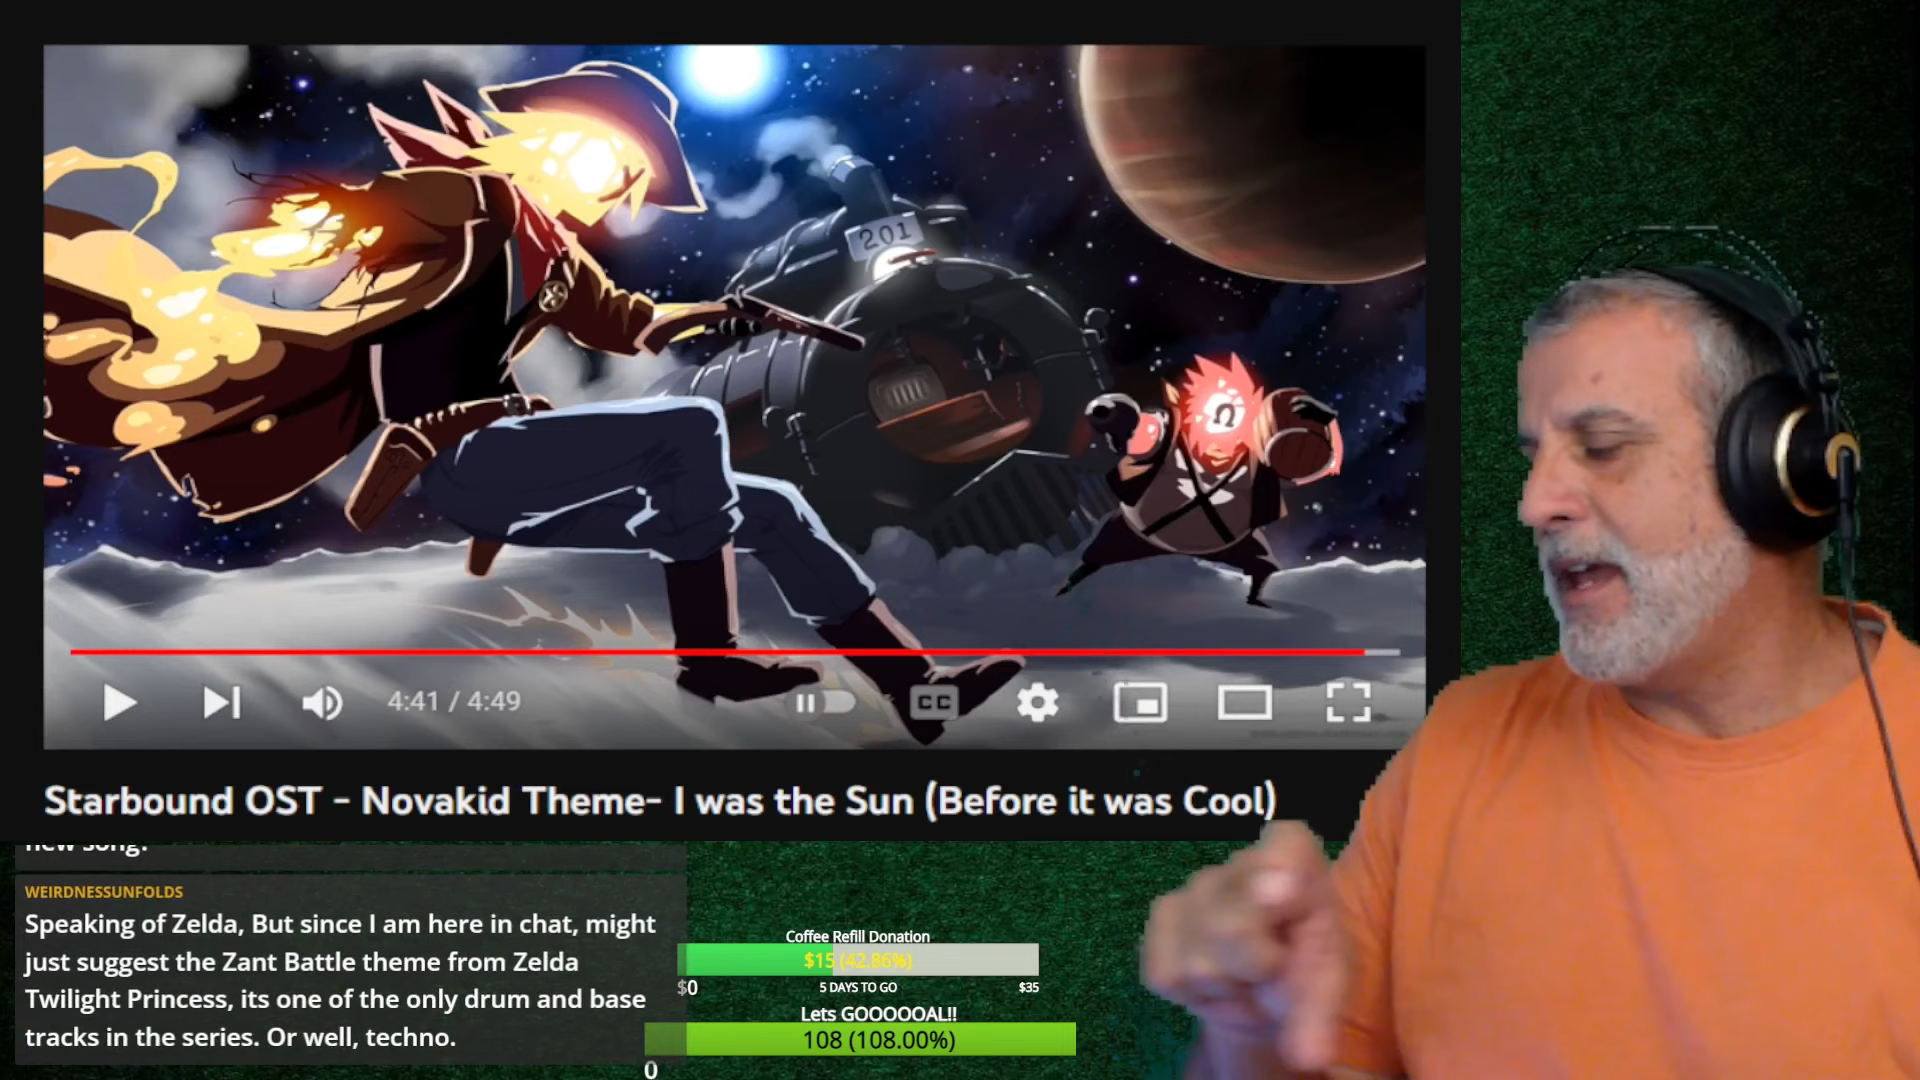 201
Ω
4:41 / 4:49
CC
Starbound OST - Novakid Theme- I was the Sun (Before it was Cool)
new song?
WEIRDNESSUNFOLDS
Speaking of Zelda, But since I am here in chat, might
just suggest the Zant Battle theme from Zelda
Twilight Princess, its one of the only drum and base
tracks in the series. Or well, techno.
Coffee Refill Donation
$15 (42.86%)
$0 5 DAYS TO GO $35
Lets GOOOOOAL!!
108 (108.00%)
0